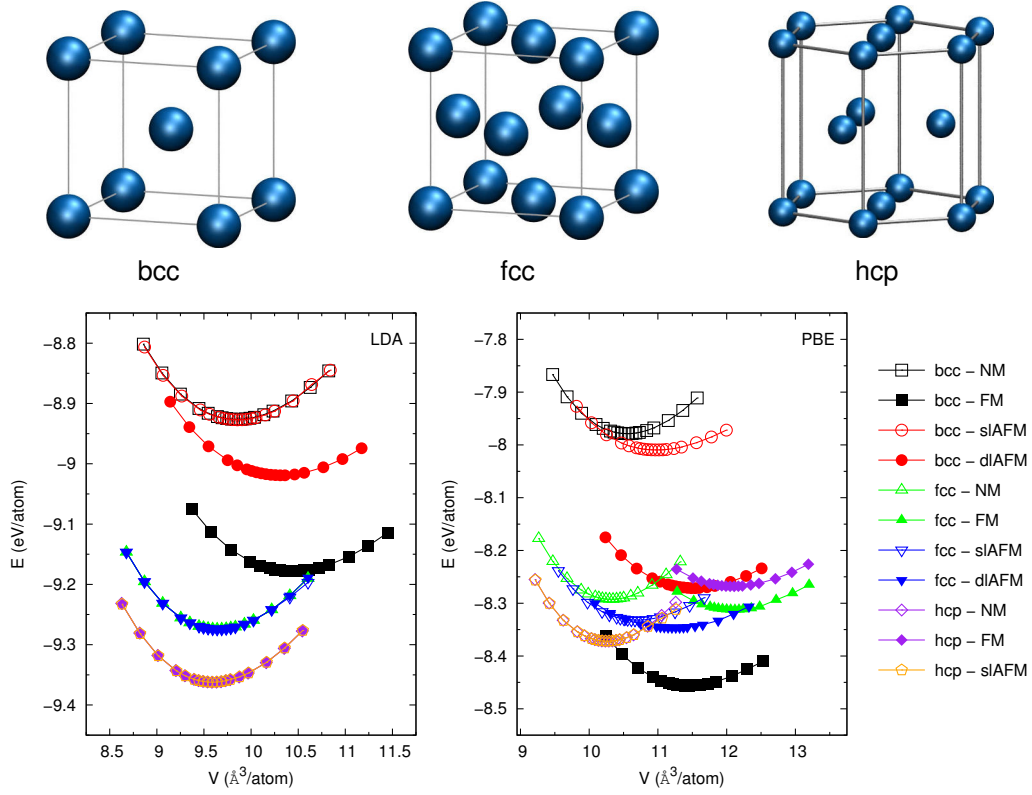 bcc fcc hcp
LDA
E (eV/atom)
-8.8
-8.9
-9
-9.1
-9.2
-9.3
-9.4
8.5 9 9.5 10 10.5 11 11.5
V (Å³/atom)
PBE
E (eV/atom)
-7.8
-7.9
-8
-8.1
-8.2
-8.3
-8.4
-8.5
9 10 11 12 13
V (Å³/atom)
bcc – NM
bcc – FM
bcc – slAFM
bcc – dlAFM
fcc – NM
fcc – FM
fcc – slAFM
fcc – dlAFM
hcp – NM
hcp – FM
hcp – slAFM